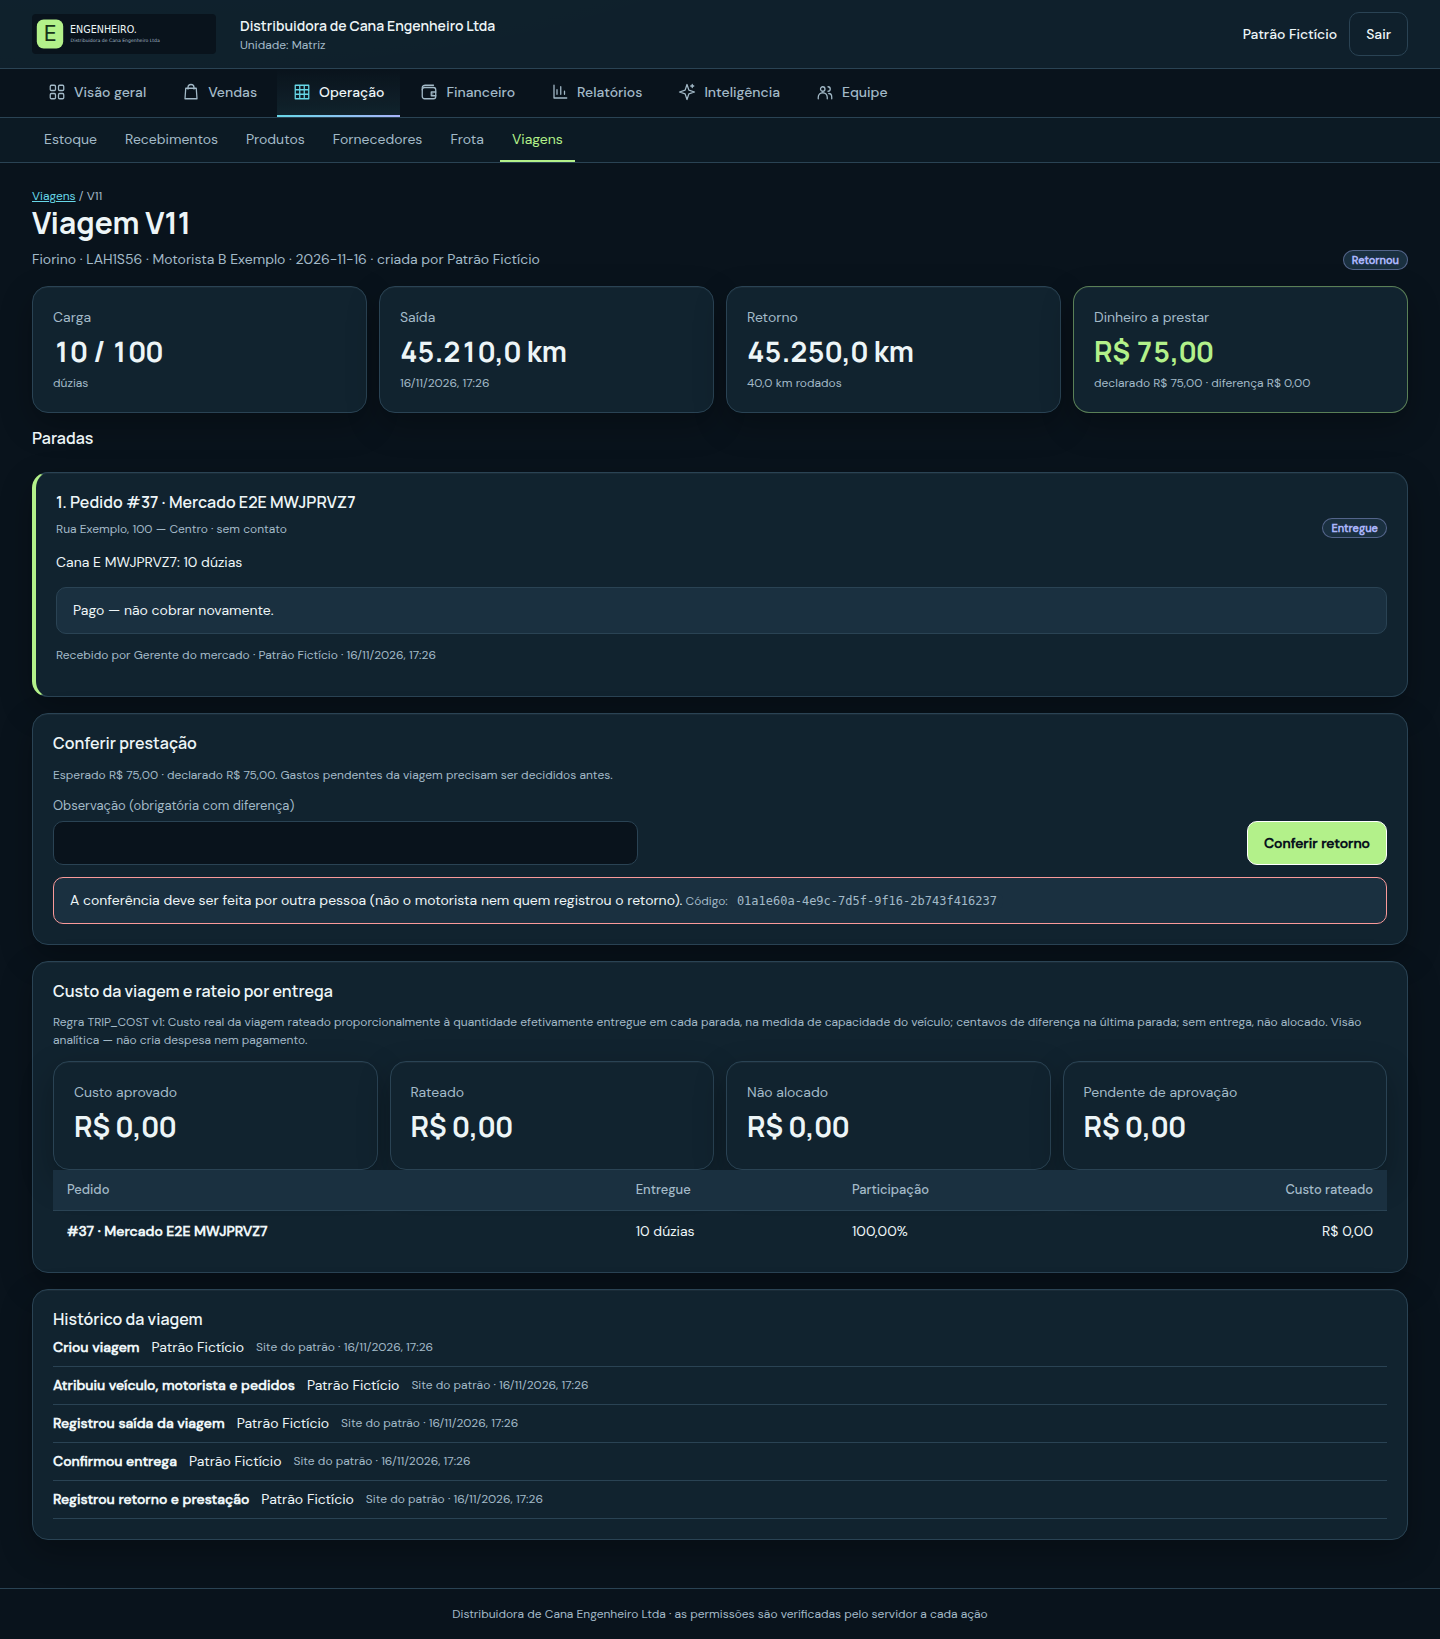 E ENGENHEIRO.
Distribuidora de Cana Engenheiro Ltda
Distribuidora de Cana Engenheiro Ltda
Unidade: Matriz
Patrão Fictício
Sair
Visão geral
Vendas
Operação
Financeiro
Relatórios
Inteligência
Equipe
Estoque
Recebimentos
Produtos
Fornecedores
Frota
Viagens
Viagens / V11
Viagem V11
Fiorino · LAH1S56 · Motorista B Exemplo · 2026-11-16 · criada por Patrão Fictício
Retornou
Carga
10 / 100
dúzias
Saída
45.210,0 km
16/11/2026, 17:26
Retorno
45.250,0 km
40,0 km rodados
Dinheiro a prestar
R$ 75,00
declarado R$ 75,00 · diferença R$ 0,00
Paradas
1. Pedido #37 · Mercado E2E MWJPRVZ7
Rua Exemplo, 100 — Centro · sem contato
Entregue
Cana E MWJPRVZ7: 10 dúzias
Pago — não cobrar novamente.
Recebido por Gerente do mercado · Patrão Fictício · 16/11/2026, 17:26
Conferir prestação
Esperado R$ 75,00 · declarado R$ 75,00. Gastos pendentes da viagem precisam ser decididos antes.
Observação (obrigatória com diferença)
Conferir retorno
A conferência deve ser feita por outra pessoa (não o motorista nem quem registrou o retorno). Código: 01a1e60a-4e9c-7d5f-9f16-2b743f416237
Custo da viagem e rateio por entrega
Regra TRIP_COST v1: Custo real da viagem rateado proporcionalmente à quantidade efetivamente entregue em cada parada, na medida de capacidade do veículo; centavos de diferença na última parada; sem entrega, não alocado. Visão
analítica — não cria despesa nem pagamento.
Custo aprovado
R$ 0,00
Rateado
R$ 0,00
Não alocado
R$ 0,00
Pendente de aprovação
R$ 0,00
Pedido Entregue Participação Custo rateado
#37 · Mercado E2E MWJPRVZ7 10 dúzias 100,00% R$ 0,00
Histórico da viagem
Criou viagem Patrão Fictício Site do patrão · 16/11/2026, 17:26
Atribuiu veículo, motorista e pedidos Patrão Fictício Site do patrão · 16/11/2026, 17:26
Registrou saída da viagem Patrão Fictício Site do patrão · 16/11/2026, 17:26
Confirmou entrega Patrão Fictício Site do patrão · 16/11/2026, 17:26
Registrou retorno e prestação Patrão Fictício Site do patrão · 16/11/2026, 17:26
Distribuidora de Cana Engenheiro Ltda · as permissões são verificadas pelo servidor a cada ação